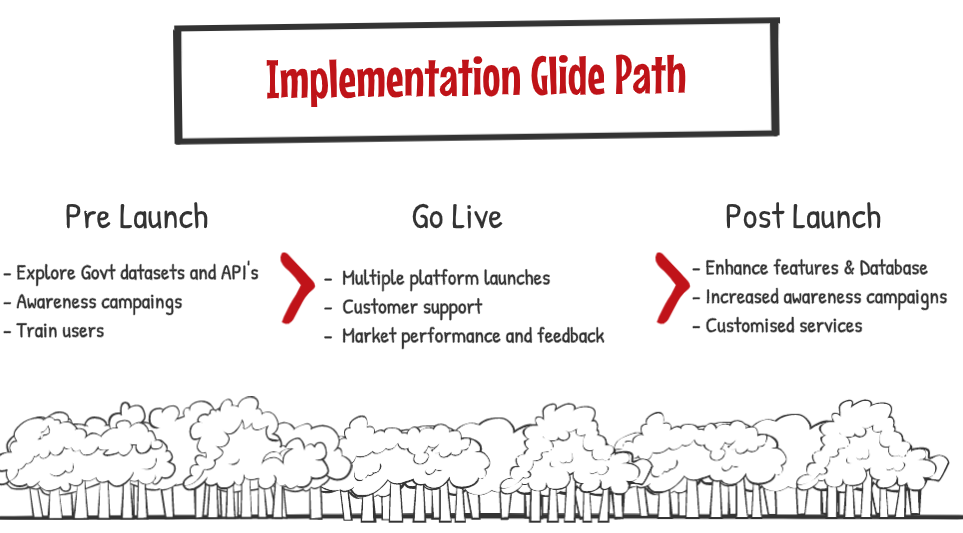 Implementation Glide Path
Pre Launch
- Explore Govt datasets and API's
- Awareness campaings
- Train users
Go Live
- Multiple platform launches
- Customer support
- Market performance and feedback
Post Launch
- Enhance features & Database
- Increased awareness campaigns
- Customised services